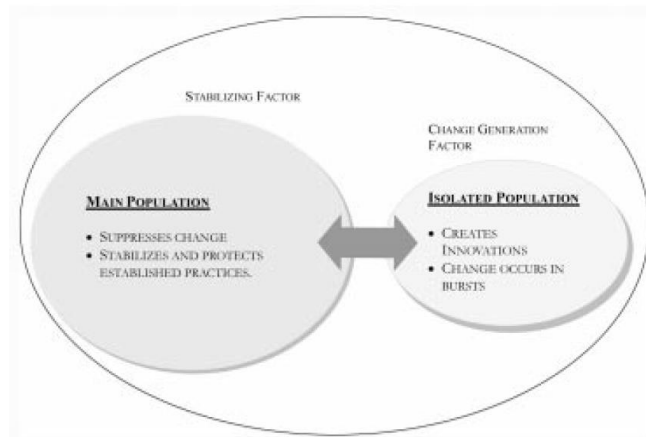 STABILIZING FACTOR
CHANGE GENERATION
FACTOR
MAIN POPULATION
• SUPPRESSES CHANGE
• STABILIZES AND PROTECTS
ESTABLISHED PRACTICES.
ISOLATED POPULATION
• CREATES
INNOVATIONS
• CHANGE OCCURS IN
BURSTS